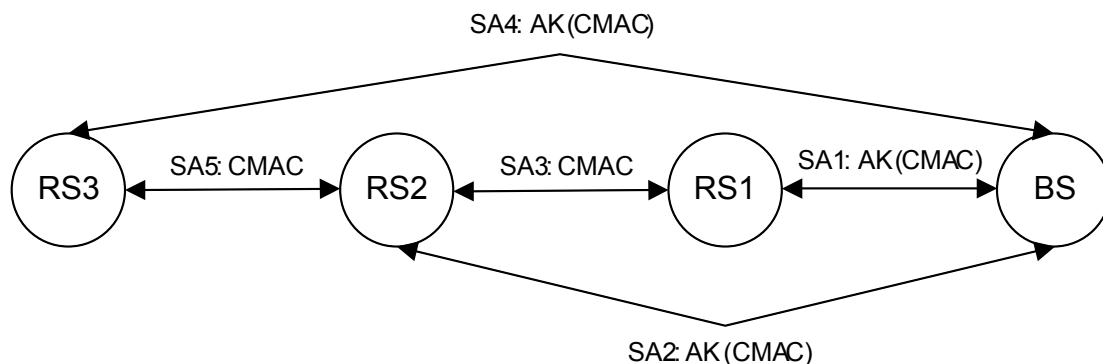 SA4: AK(CMAC)
SA5: CMAC
SA3: CMAC
SA1: AK(CMAC)
RS3
RS2
RS1
BS
SA2: AK(CMAC)